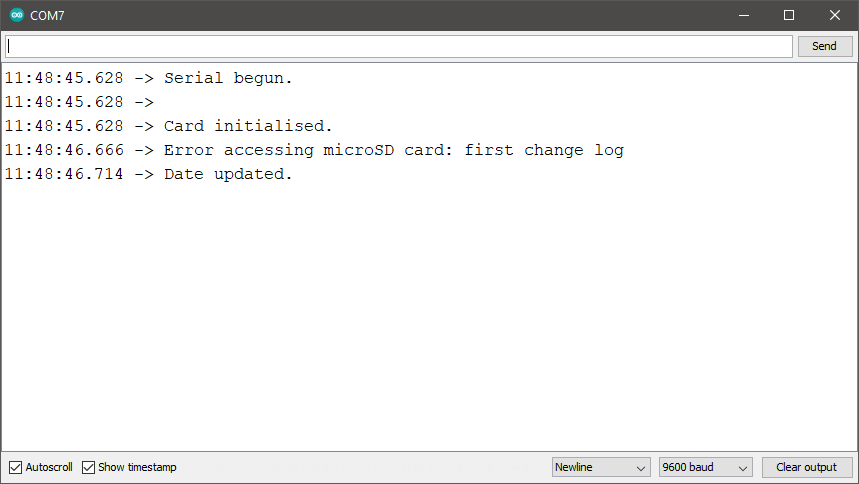 COM7
Send
11:48:45.628 -> Serial begun.
11:48:45.628 ->
11:48:45.628 -> Card initialised.
11:48:46.666 -> Error accessing microSD card: first change log
11:48:46.714 -> Date updated.
Autoscroll Show timestamp Newline 9600 baud Clear output